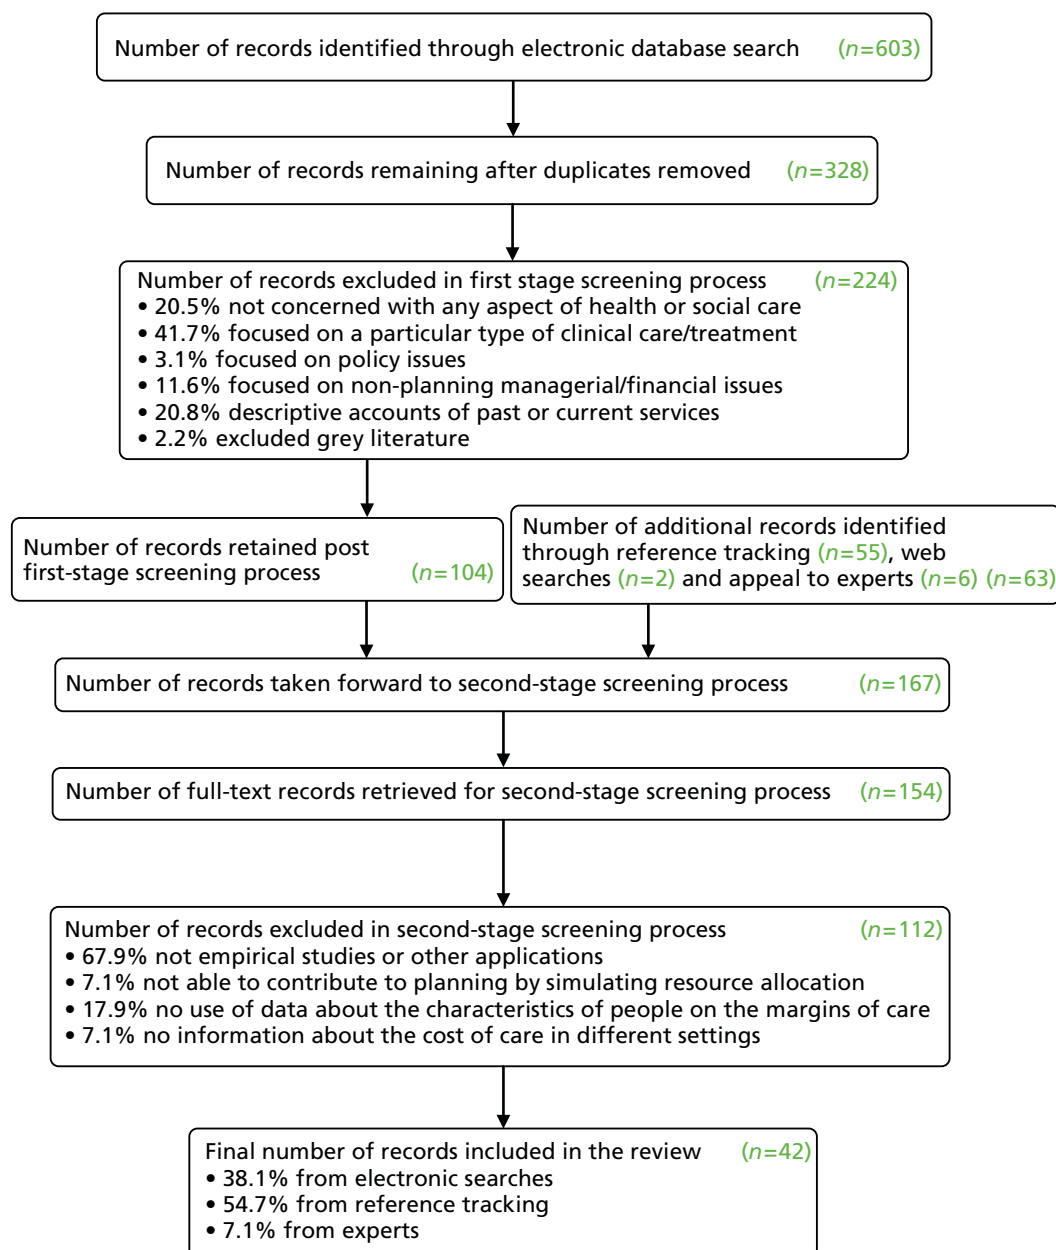 Number of records identified through electronic database search (n=603)
Number of records remaining after duplicates removed (n=328)
Number of records excluded in first stage screening process (n=224)
• 20.5% not concerned with any aspect of health or social care
• 41.7% focused on a particular type of clinical care/treatment
• 3.1% focused on policy issues
• 11.6% focused on non-planning managerial/financial issues
• 20.8% descriptive accounts of past or current services
• 2.2% excluded grey literature
Number of records retained post
first-stage screening process (n=104)
Number of additional records identified
through reference tracking (n=55), web
searches (n=2) and appeal to experts (n=6) (n=63)
Number of records taken forward to second-stage screening process (n=167)
Number of full-text records retrieved for second-stage screening process (n=154)
Number of records excluded in second-stage screening process (n=112)
• 67.9% not empirical studies or other applications
• 7.1% not able to contribute to planning by simulating resource allocation
• 17.9% no use of data about the characteristics of people on the margins of care
• 7.1% no information about the cost of care in different settings
Final number of records included in the review (n=42)
• 38.1% from electronic searches
• 54.7% from reference tracking
• 7.1% from experts